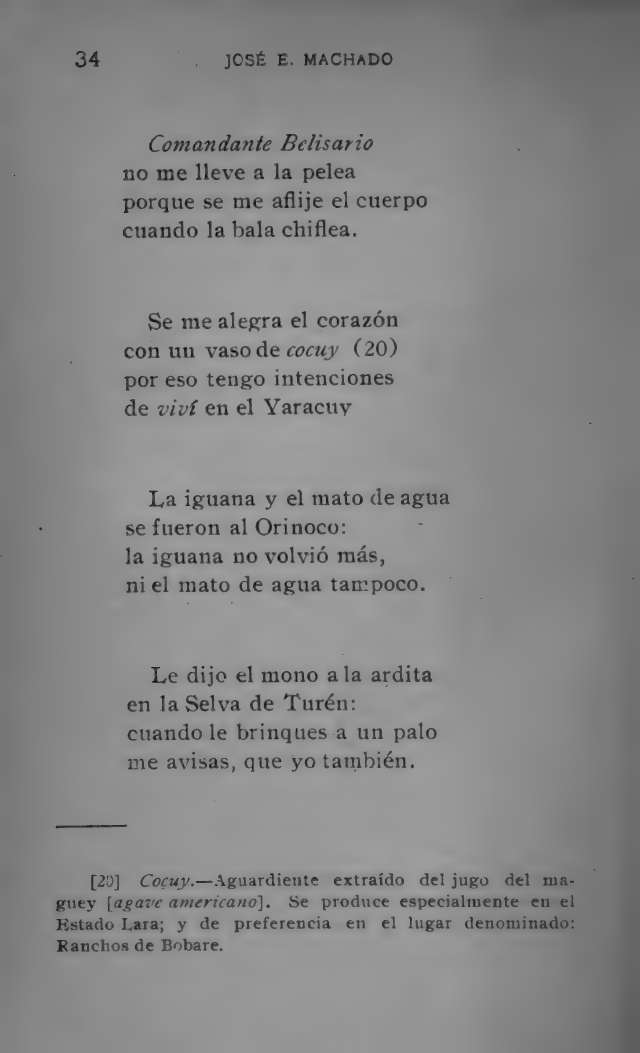 34 JOSÉ E. MACHADO
Comandante Belisario
no me lleve a la pelea
porque se me aflije el cuerpo
cuando la bala chiflea.
Se me alegra el corazón
con un vaso de cocuy (20)
por eso tengo intenciones
de viví en el Yaracuy
La iguana y el mato de agua
se fueron al Orinoco:
la iguana no volvió más,
ni el mato de agua tampoco.
Le dijo el mono a la ardita
en la Selva de Turén:
cuando le brinques a un palo
me avisas, que yo también.
[20] Cocuy.—Aguardiente extraído del jugo del ma-
guey [agave americano]. Se produce especialmente en el
Estado Lara; y de preferencia en el lugar denominado:
Ranchos de Bobare.